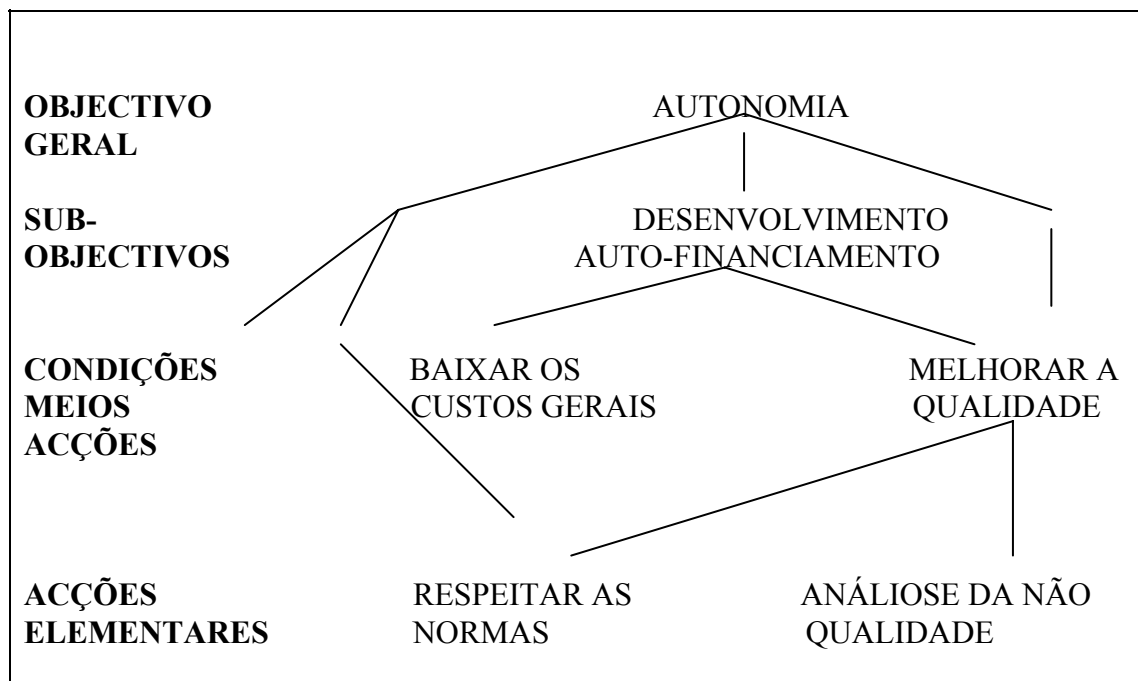 OBJECTIVO AUTONOMIA
GERAL
SUB- DESENVOLVIMENTO
OBJECTIVOS AUTO-FINANCIAMENTO
CONDIÇÕES BAIXAR OS MELHORAR A
MEIOS CUSTOS GERAIS QUALIDADE
ACÇÕES
ACÇÕES RESPEITAR AS ANÁLIOSE DA NÃO
ELEMENTARES NORMAS QUALIDADE